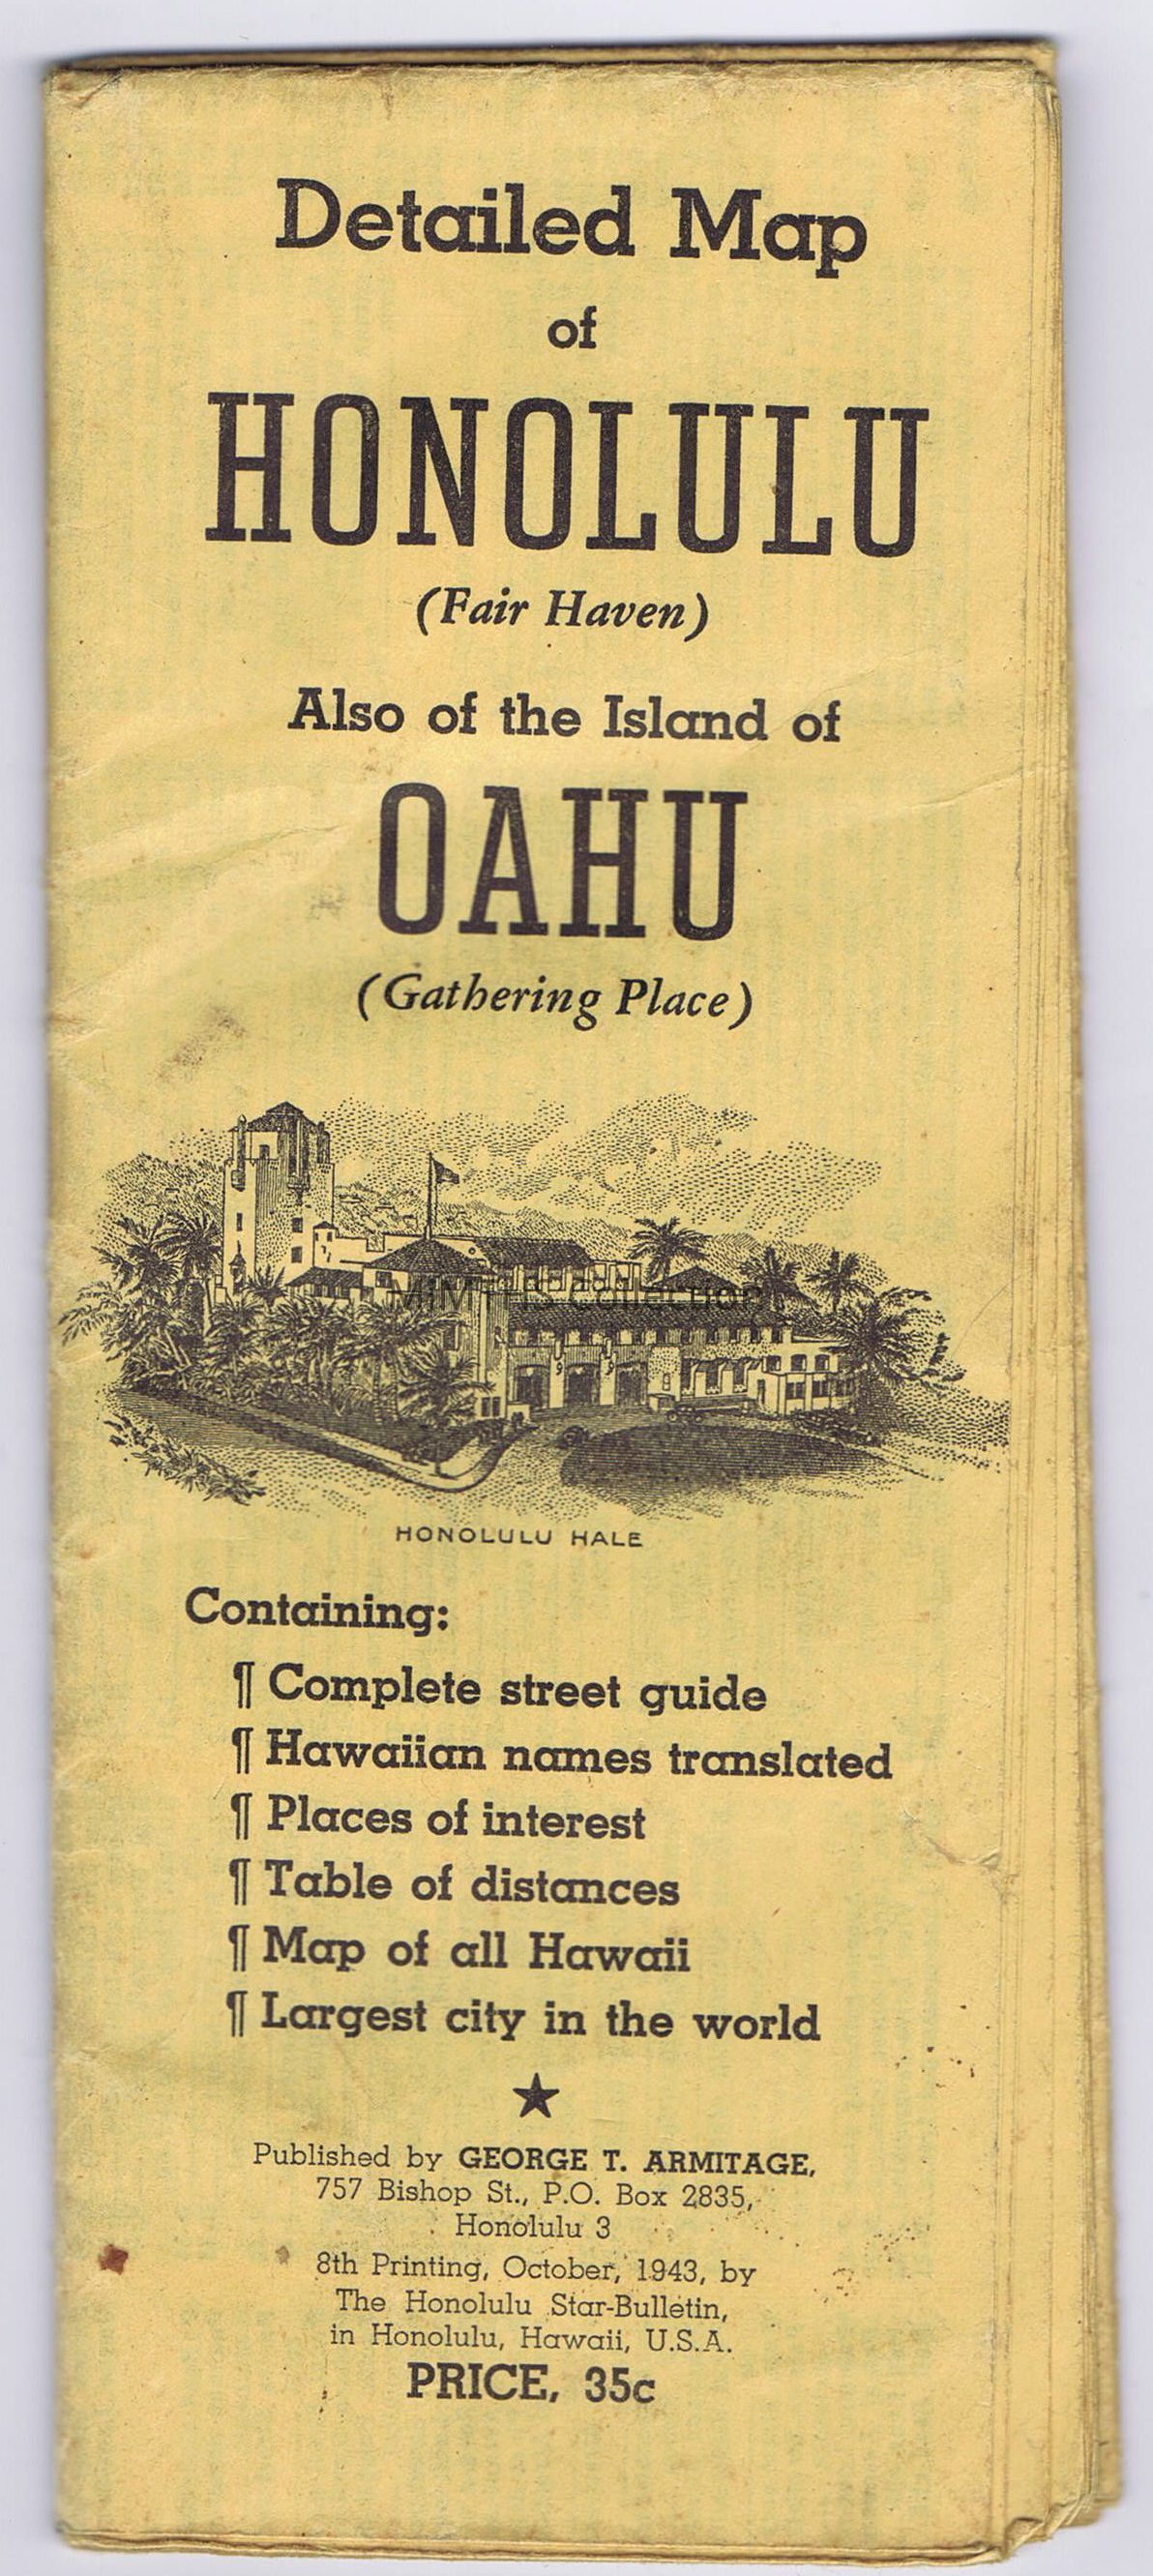 Detailed Map
of
HONOLULU
(Fair Haven)
Also of the Island of
OAHU
(Gathering Place)
MiMTHS Collection
HONOLULU HALE
Containing:
¶ Complete street guide
¶ Hawaiian names translated
¶ Places of interest
¶ Table of distances
¶ Map of all Hawaii
¶ Largest city in the world
★
Published by GEORGE T. ARMITAGE,
757 Bishop St., P.O. Box 2835,
Honolulu 3
8th Printing, October, 1943, by
The Honolulu Star-Bulletin,
in Honolulu, Hawaii, U.S.A.
PRICE, 35c